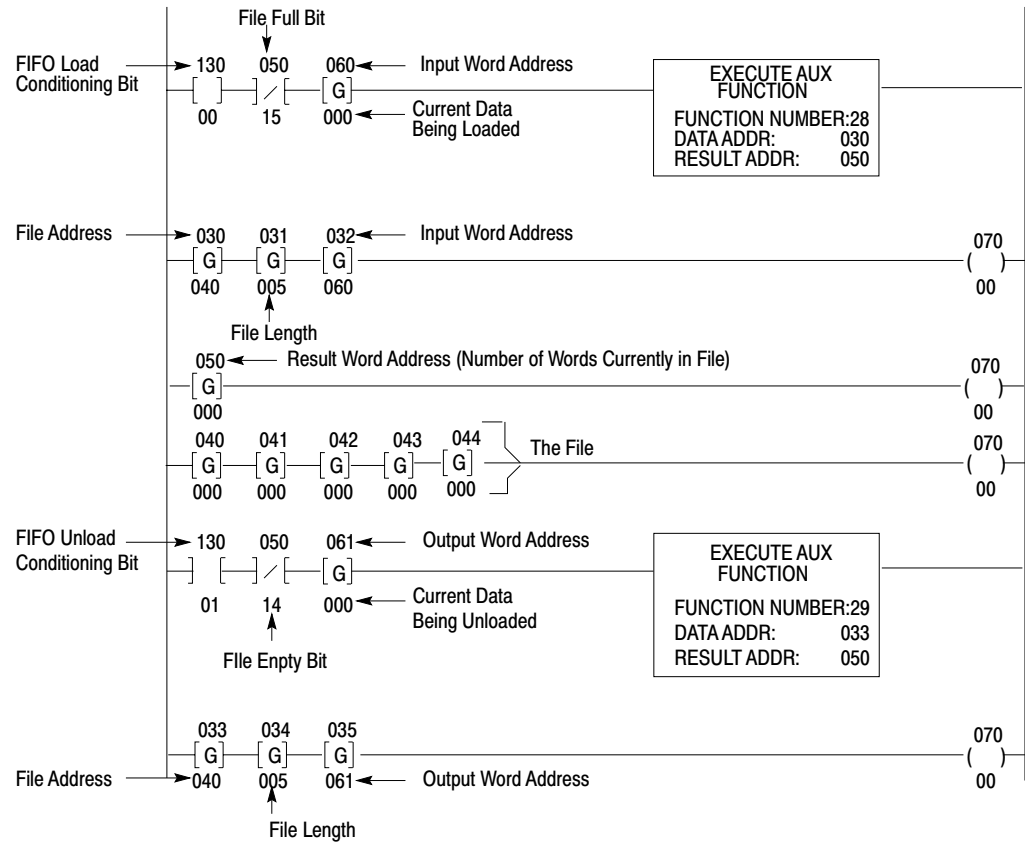 File Full Bit
FIFO Load
Conditioning Bit
130 050 060 Input Word Address
[ ] ] / [ [ G ]
00 15 000 Current Data
Being Loaded
EXECUTE AUX
FUNCTION
FUNCTION NUMBER:28
DATA ADDR: 030
RESULT ADDR: 050
File Address 030 031 032 Input Word Address
[ G ] [ G ] [ G ]
040 005 060
070
( )
00
File Length
050 Result Word Address (Number of Words Currently in File)
[ G ]
000
070
( )
00
040 041 042 043 044 The File
[ G ] [ G ] [ G ] [ G ] [ G ]
000 000 000 000 000
070
( )
00
FIFO Unload
Conditioning Bit
130 050 061 Output Word Address
] [ ] / [ [ G ]
01 14 000 Current Data
Being Unloaded
FIle Enpty Bit
EXECUTE AUX
FUNCTION
FUNCTION NUMBER:29
DATA ADDR: 033
RESULT ADDR: 050
033 034 035
[ G ] [ G ] [ G ]
File Address 040 005 061 Output Word Address
070
( )
00
File Length